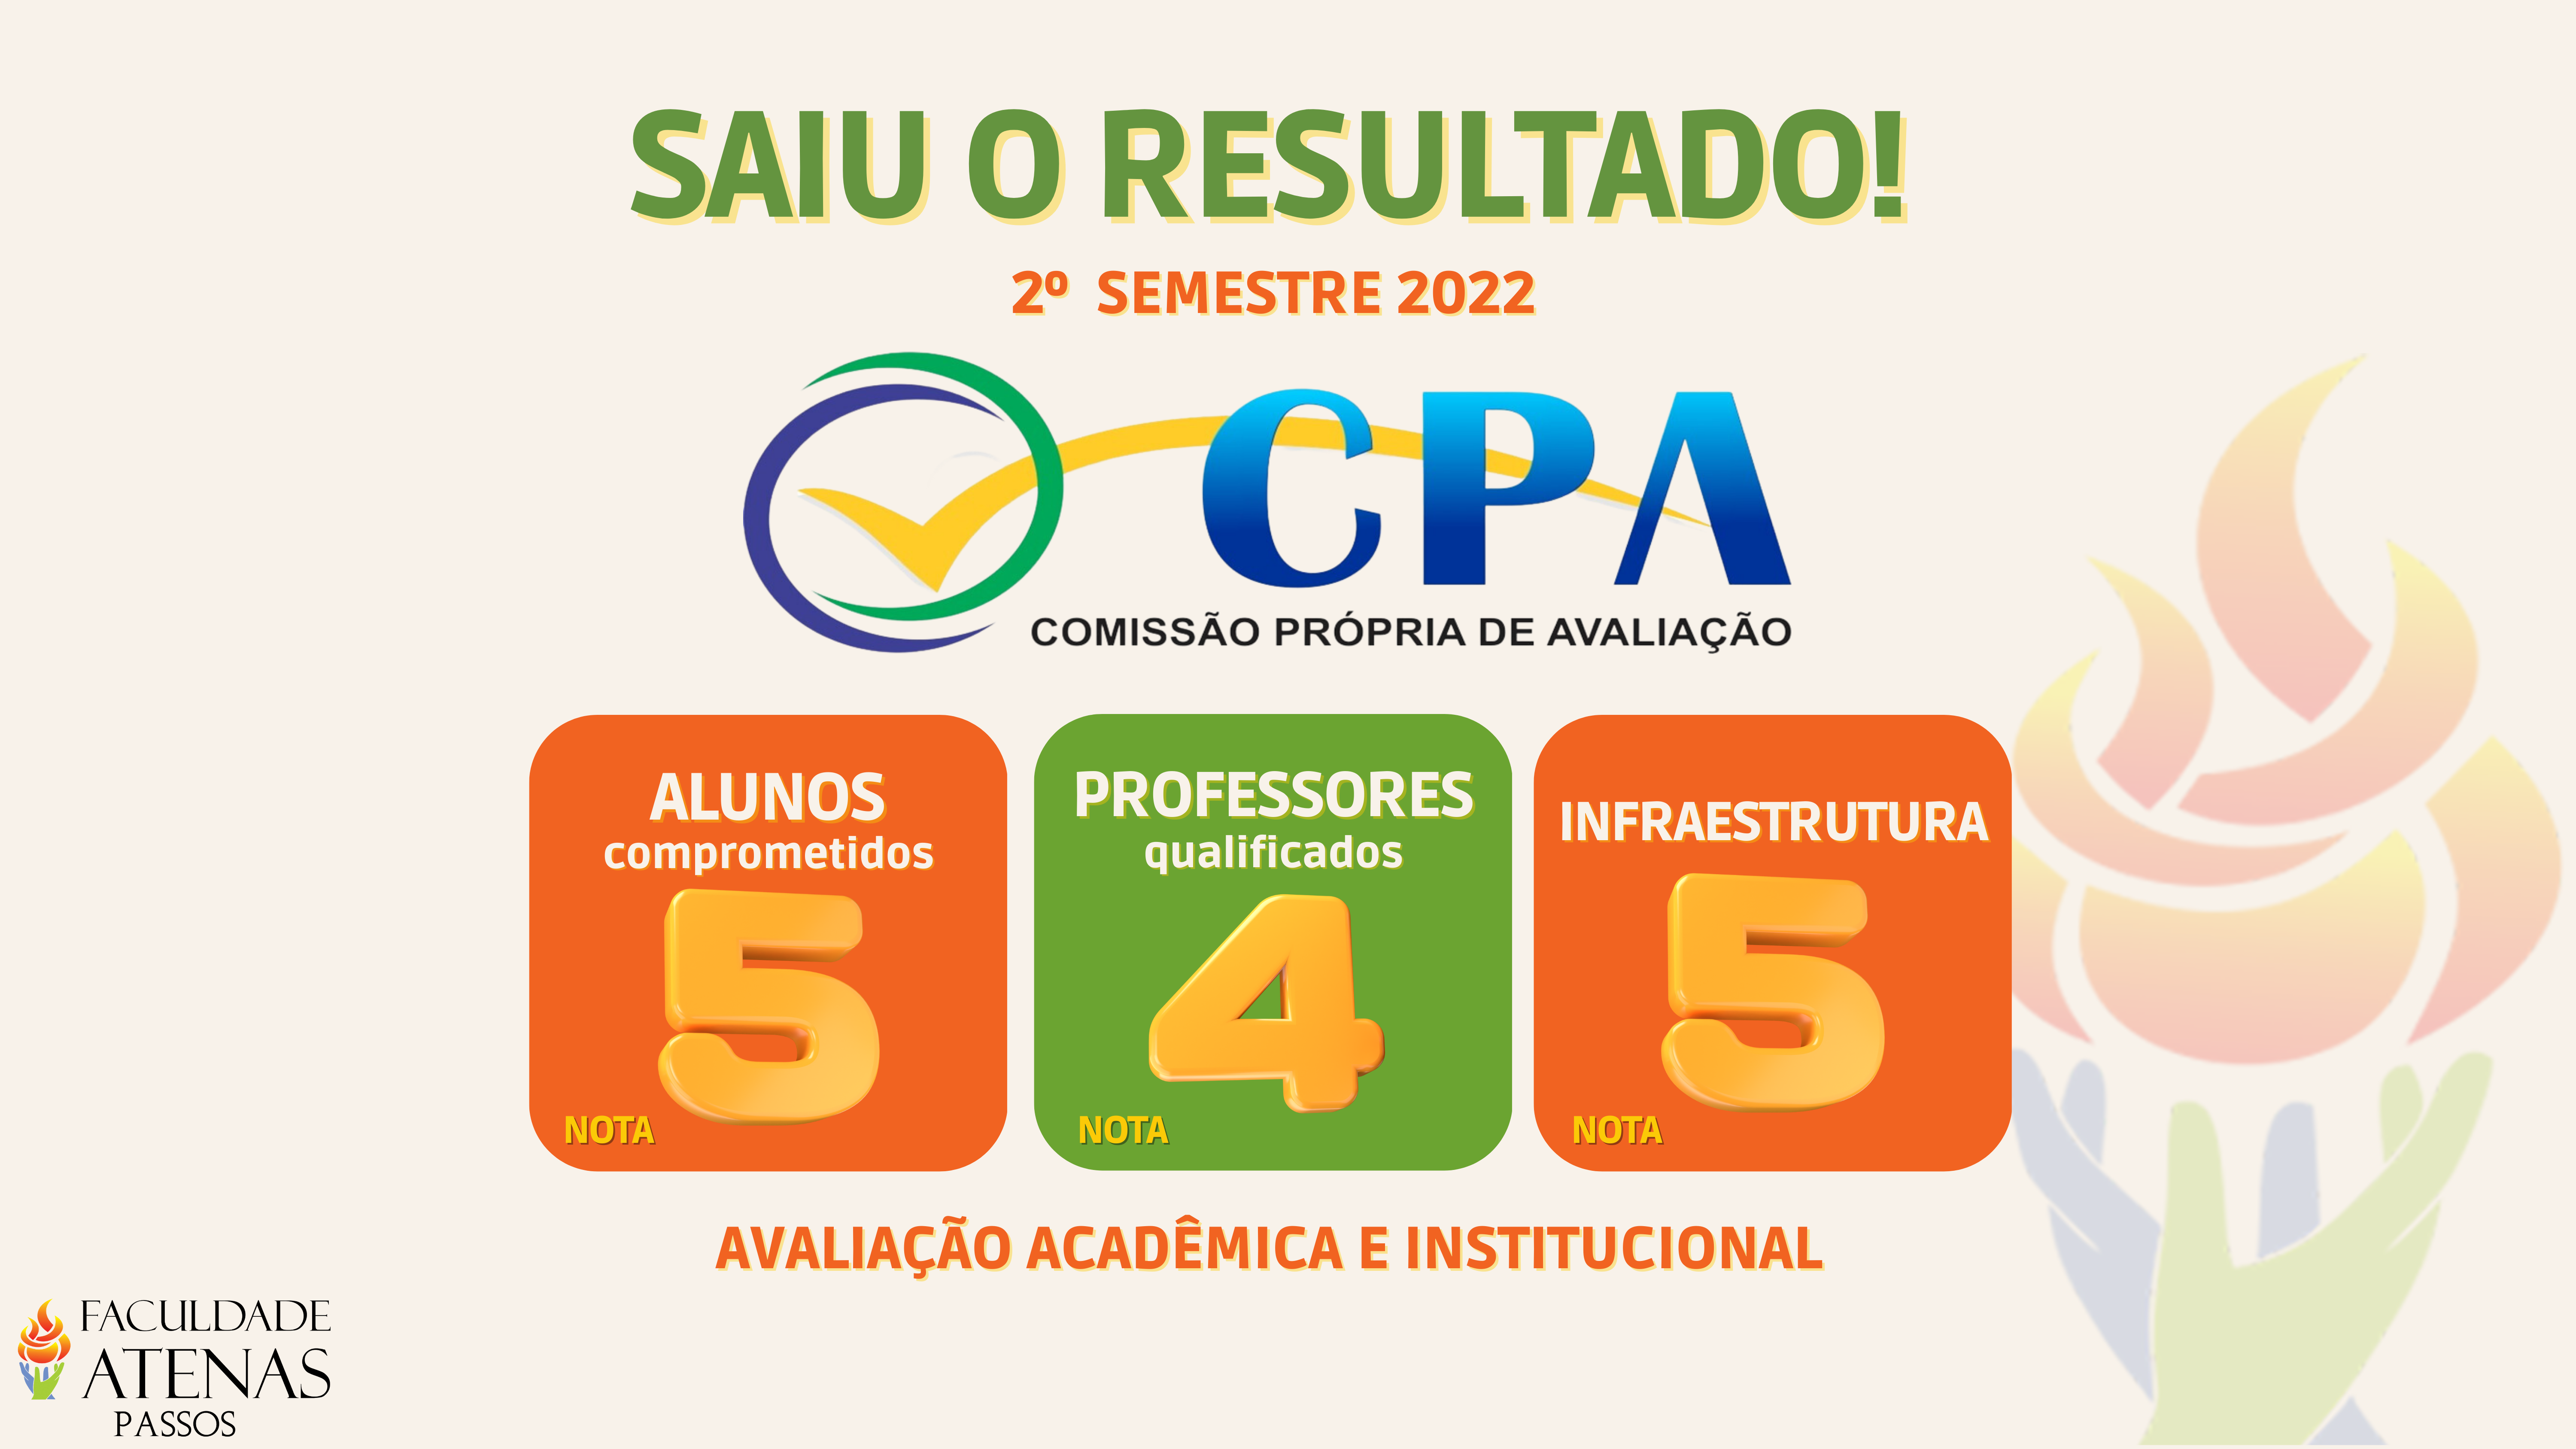 SAIU O RESULTADO!
2º SEMESTRE 2022
CPA
COMISSÃO PRÓPRIA DE AVALIAÇÃO
ALUNOS
comprometidos
5
NOTA
PROFESSORES
qualificados
4
NOTA
INFRAESTRUTURA
5
NOTA
AVALIAÇÃO ACADÊMICA E INSTITUCIONAL
FACULDADE
ATENAS
PASSOS